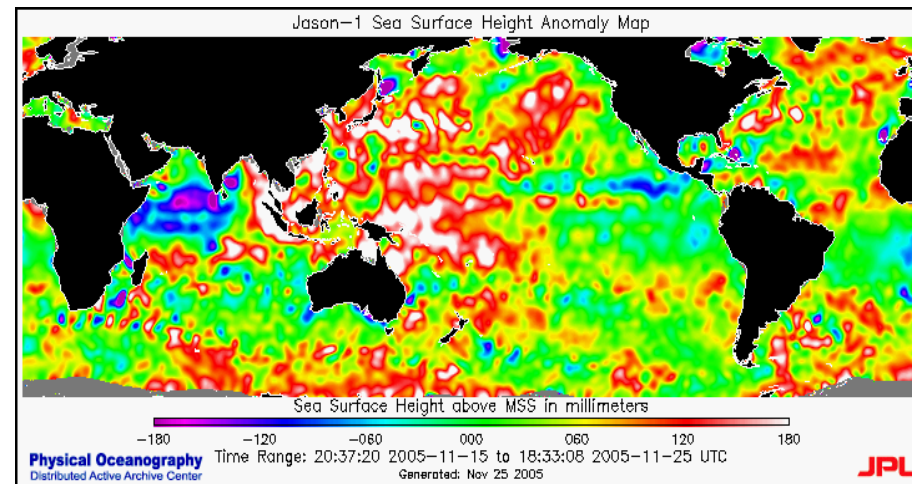 Jason-1 Sea Surface Height Anomaly Map
Sea Surface Height above MSS in millimeters
-180 -120 -080 000 060 120 180
Physical Oceanography
Distributed Active Archive Center
Time Range: 20:37:20 2005-11-15 to 18:33:08 2005-11-25 UTC
Generated: Nov 25 2005
JPL